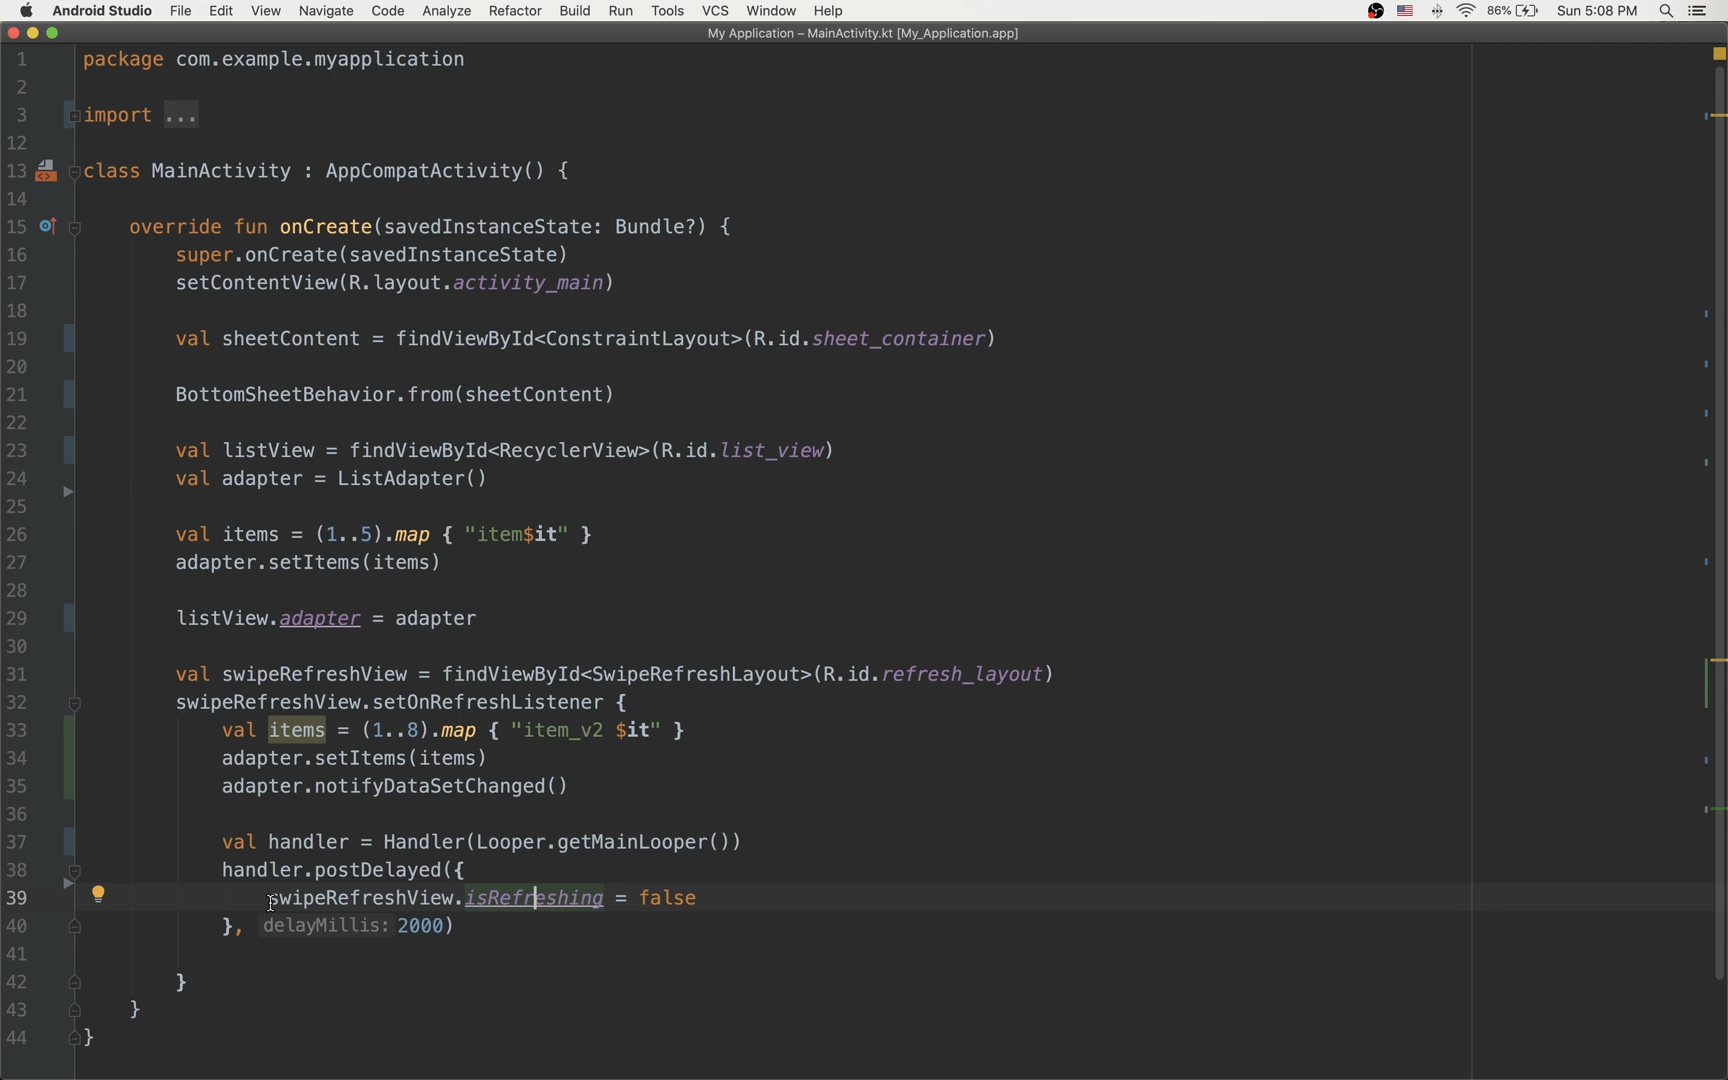 Android Studio File Edit View Navigate Code Analyze Refactor Build Run Tools VCS Window Help 86% Sun 5:08 PM
My Application – MainActivity.kt [My_Application.app]
1 package com.example.myapplication
2
3 import ...
12
13 class MainActivity : AppCompatActivity() {
14
15 override fun onCreate(savedInstanceState: Bundle?) {
16 super.onCreate(savedInstanceState)
17 setContentView(R.layout.activity_main)
18
19 val sheetContent = findViewById<ConstraintLayout>(R.id.sheet_container)
20
21 BottomSheetBehavior.from(sheetContent)
22
23 val listView = findViewById<RecyclerView>(R.id.list_view)
24 val adapter = ListAdapter()
25
26 val items = (1..5).map { "item$it" }
27 adapter.setItems(items)
28
29 listView.adapter = adapter
30
31 val swipeRefreshView = findViewById<SwipeRefreshLayout>(R.id.refresh_layout)
32 swipeRefreshView.setOnRefreshListener {
33 val items = (1..8).map { "item_v2 $it" }
34 adapter.setItems(items)
35 adapter.notifyDataSetChanged()
36
37 val handler = Handler(Looper.getMainLooper())
38 handler.postDelayed({
39 swipeRefreshView.isRefreshing = false
40 }, delayMillis: 2000)
41
42 }
43 }
44 }